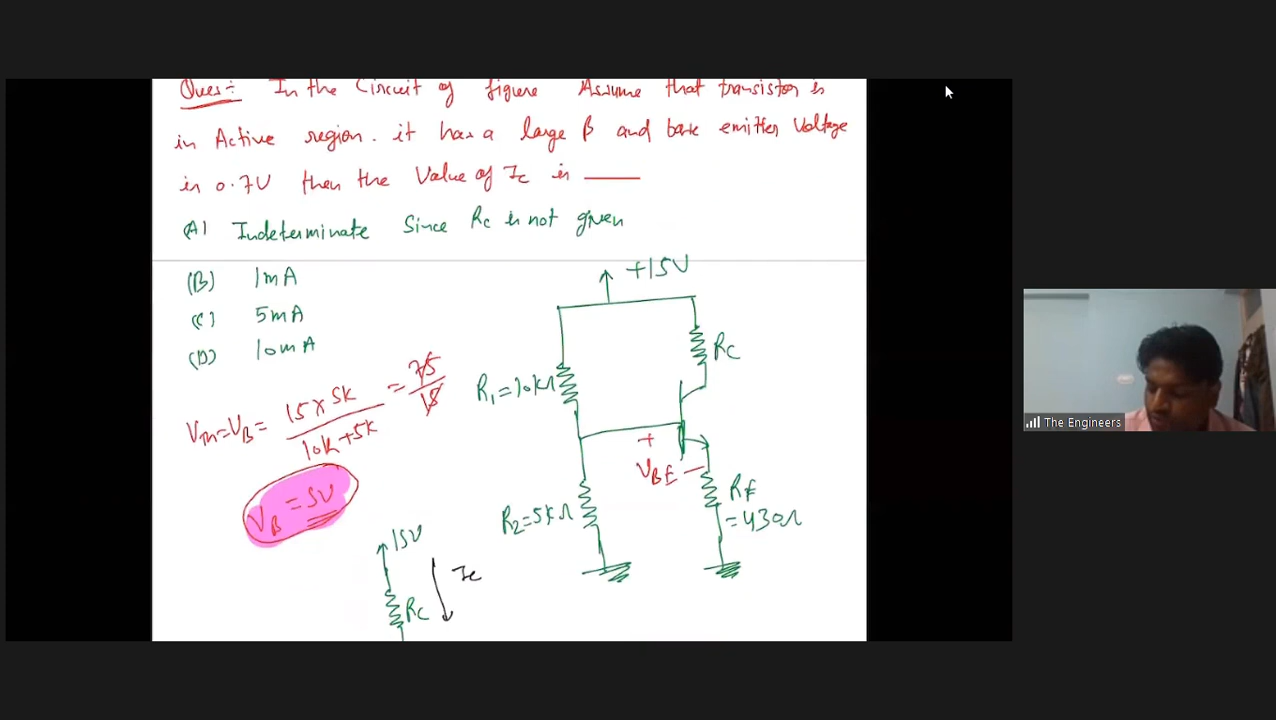 Ques:- In the Circuit of figure Assume that transistor is
in Active region. it has a large β and base emitter Voltage
is 0.7V then the Value of Ic is ____
(A) Indeterminate Since Rc is not given
(B) 1mA
(C) 5mA
(D) 10mA
+15V
Rc
R1=10kΩ
Vth=VB= 15x5k / 10k+5k = 75 / 15
VB = 5V
+
VBE −
RE
=430Ω
R2=5kΩ
15V
Ic
Rc
The Engineers